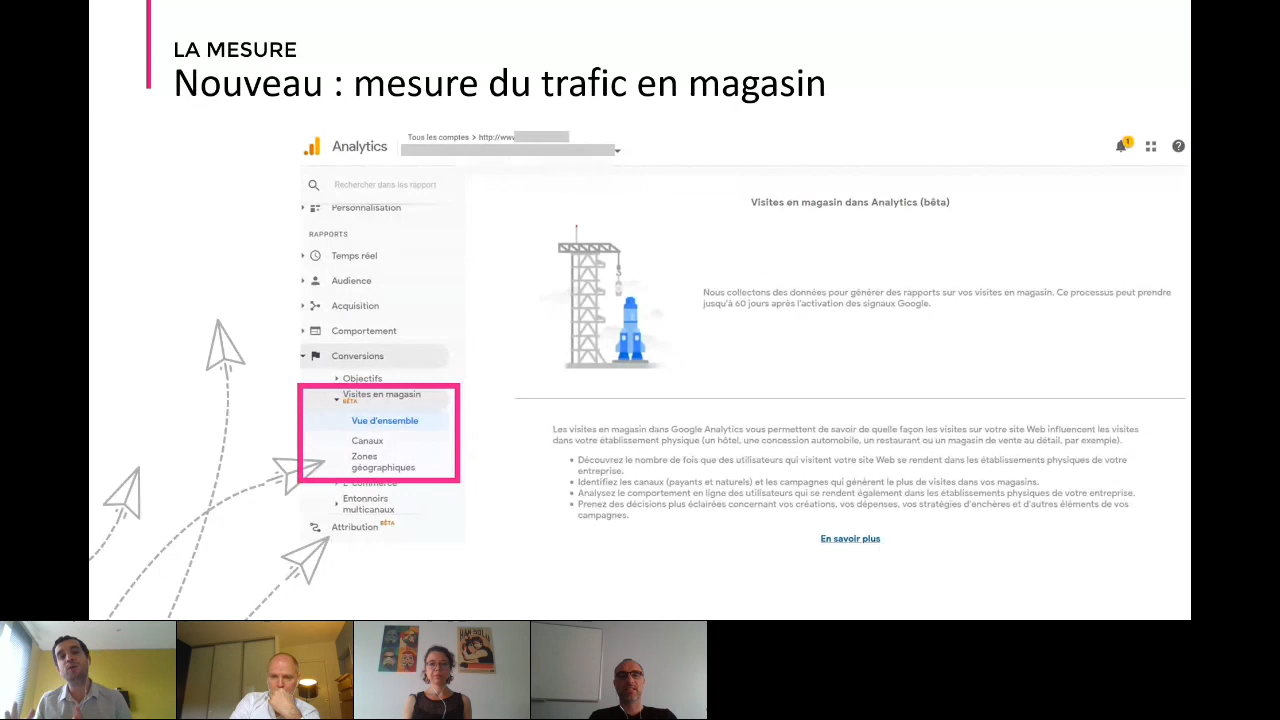 LA MESURE
Nouveau : mesure du trafic en magasin
Analytics
Tous les comptes > http://www
1
?
Rechercher dans les rapport
Personnalisation
RAPPORTS
Temps réel
Audience
Acquisition
Comportement
Conversions
Objectifs
Visites en magasin
BÊTA
Vue d'ensemble
Canaux
Zones
géographiques
E-commerce
Entonnoirs
multicanaux
Attribution BÊTA
Visites en magasin dans Analytics (bêta)
Nous collectons des données pour générer des rapports sur vos visites en magasin. Ce processus peut prendre
jusqu'à 60 jours après l'activation des signaux Google.
Les visites en magasin dans Google Analytics vous permettent de savoir de quelle façon les visites sur votre site Web influencent les visites
dans votre établissement physique (un hôtel, une concession automobile, un restaurant ou un magasin de vente au détail, par exemple).
• Découvrez le nombre de fois que des utilisateurs qui visitent votre site Web se rendent dans les établissements physiques de votre
entreprise.
• Identifiez les canaux (payants et naturels) et les campagnes qui génèrent le plus de visites dans vos magasins.
• Analysez le comportement en ligne des utilisateurs qui se rendent également dans les établissements physiques de votre entreprise.
• Prenez des décisions plus éclairées concernant vos créations, vos dépenses, vos stratégies d'enchères et d'autres éléments de vos
campagnes.
En savoir plus
HAN SOLO